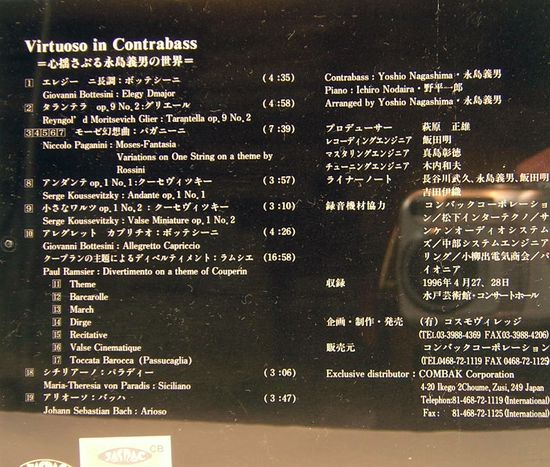 Virtuoso in Contrabass
=心揺さぶる永島義男の世界=
1 エレジー ニ長調:ボッテシーニ (4:35)
Giovanni Bottesini: Elegy Dmajor
2 タランテラ op.9 No.2:グリエール (4:58)
Reyngol'd Moritsevich Glier: Tarantella op.9 No.2
3 4 5 6 7 モーゼ幻想曲:パガニーニ (7:39)
Niccolo Paganini: Moses-Fantasia
Variations on One String on a theme by
Rossini
8 アンダンテ op.1 No.1:クーセヴィツキー (3:57)
Serge Koussevitzky: Andante op.1 No.1
9 小さなワルツ op.1 No.2:クーセヴィツキー (3:10)
Serge Koussevitzky: Valse Miniature op.1 No.2
10 アレグレット カプリチオ:ボッテシーニ (4:26)
Giovanni Bottesini: Allegretto Capriccio
クープランの主題によるディベルティメント:ラムシエ (16:58)
Paul Ramsier: Divertimento on a theme of Couperin
11 Theme
12 Barcarolle
13 March
14 Dirge
15 Recitative
16 Valse Cinematique
17 Toccata Barocca (Passucaglia)
18 シチリアーノ:パラディー (3:06)
Maria-Theresia von Paradis: Siciliano
19 アリオーソ:バッハ (3:47)
Johann Sebastian Bach: Arioso
Contrabass: Yoshio Nagashima・永島義男
Piano: Ichiro Nodaira・野平一郎
Arranged by Yoshio Nagashima・永島義男
プロデューサー 萩原 正雄
レコーディングエンジニア 飯田明
マスタリングエンジニア 真島彰徳
チューニングエンジニア 木内和夫
ライナーノート 長谷川武久、永島義男、飯田明
吉田伊織
録音機材協力 コンバックコーポレーション
ン/松下インターテクノ/サ
ケンオーディオシステム
ズ/中部システムエンジニア
リング/小柳出電気商会/パ
イオニア
収録 1996年4月27、28日
水戸芸術館・コンサートホール
企画・制作・発売 (有) コスモヴィレッジ
(TEL03-3988-4369 FAX03-3988-4206)
販売元 コンバックコーポレーション
(TEL.0468-72-1119 FAX 0468-72-1129)
Exclusive distributor: COMBAK Corporation
4-20 Ikego 2Choume, Zusi, 249 Japan
Telephone:81-468-72-1119 (International)
Fax: 81-468-72-1125 (International)
CB